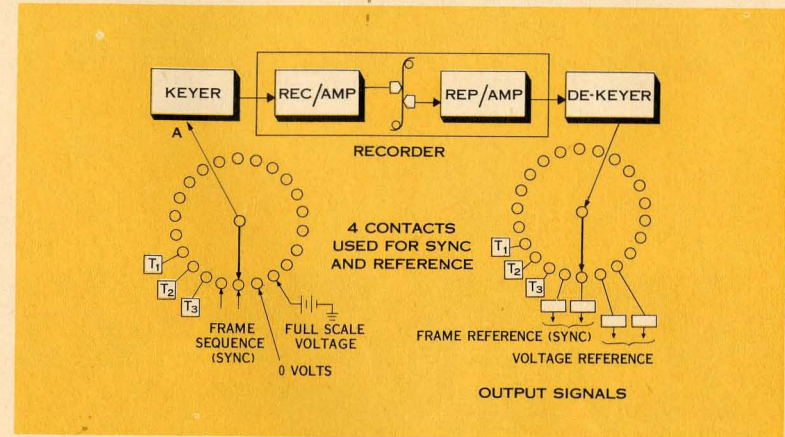 KEYER
REC/AMP
REP/AMP
DE-KEYER
A
RECORDER
4 CONTACTS
USED FOR SYNC
AND REFERENCE
T₁
T₂
T₃
FRAME
SEQUENCE
(SYNC)
FULL SCALE
VOLTAGE
0 VOLTS
T₁
T₂
T₃
FRAME REFERENCE (SYNC)
VOLTAGE REFERENCE
OUTPUT SIGNALS